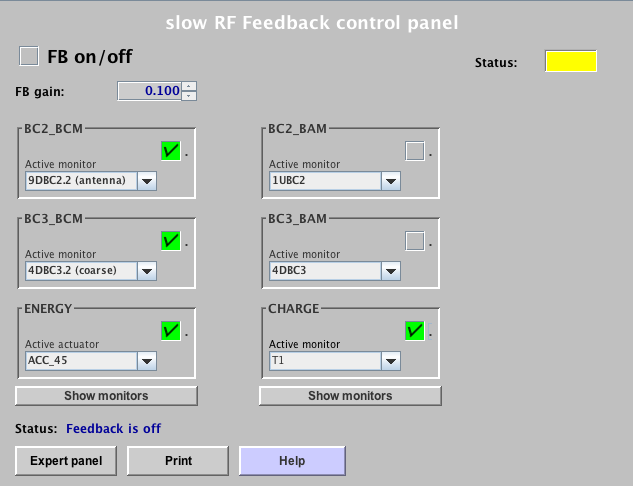 slow RF Feedback control panel
FB on/off
Status:
FB gain: 0.100
BC2_BCM
Active monitor
9DBC2.2 (antenna)
BC2_BAM
Active monitor
1UBC2
BC3_BCM
Active monitor
4DBC3.2 (coarse)
BC3_BAM
Active monitor
4DBC3
ENERGY
Active actuator
ACC_45
CHARGE
Active monitor
T1
Show monitors
Show monitors
Status: Feedback is off
Expert panel Print Help